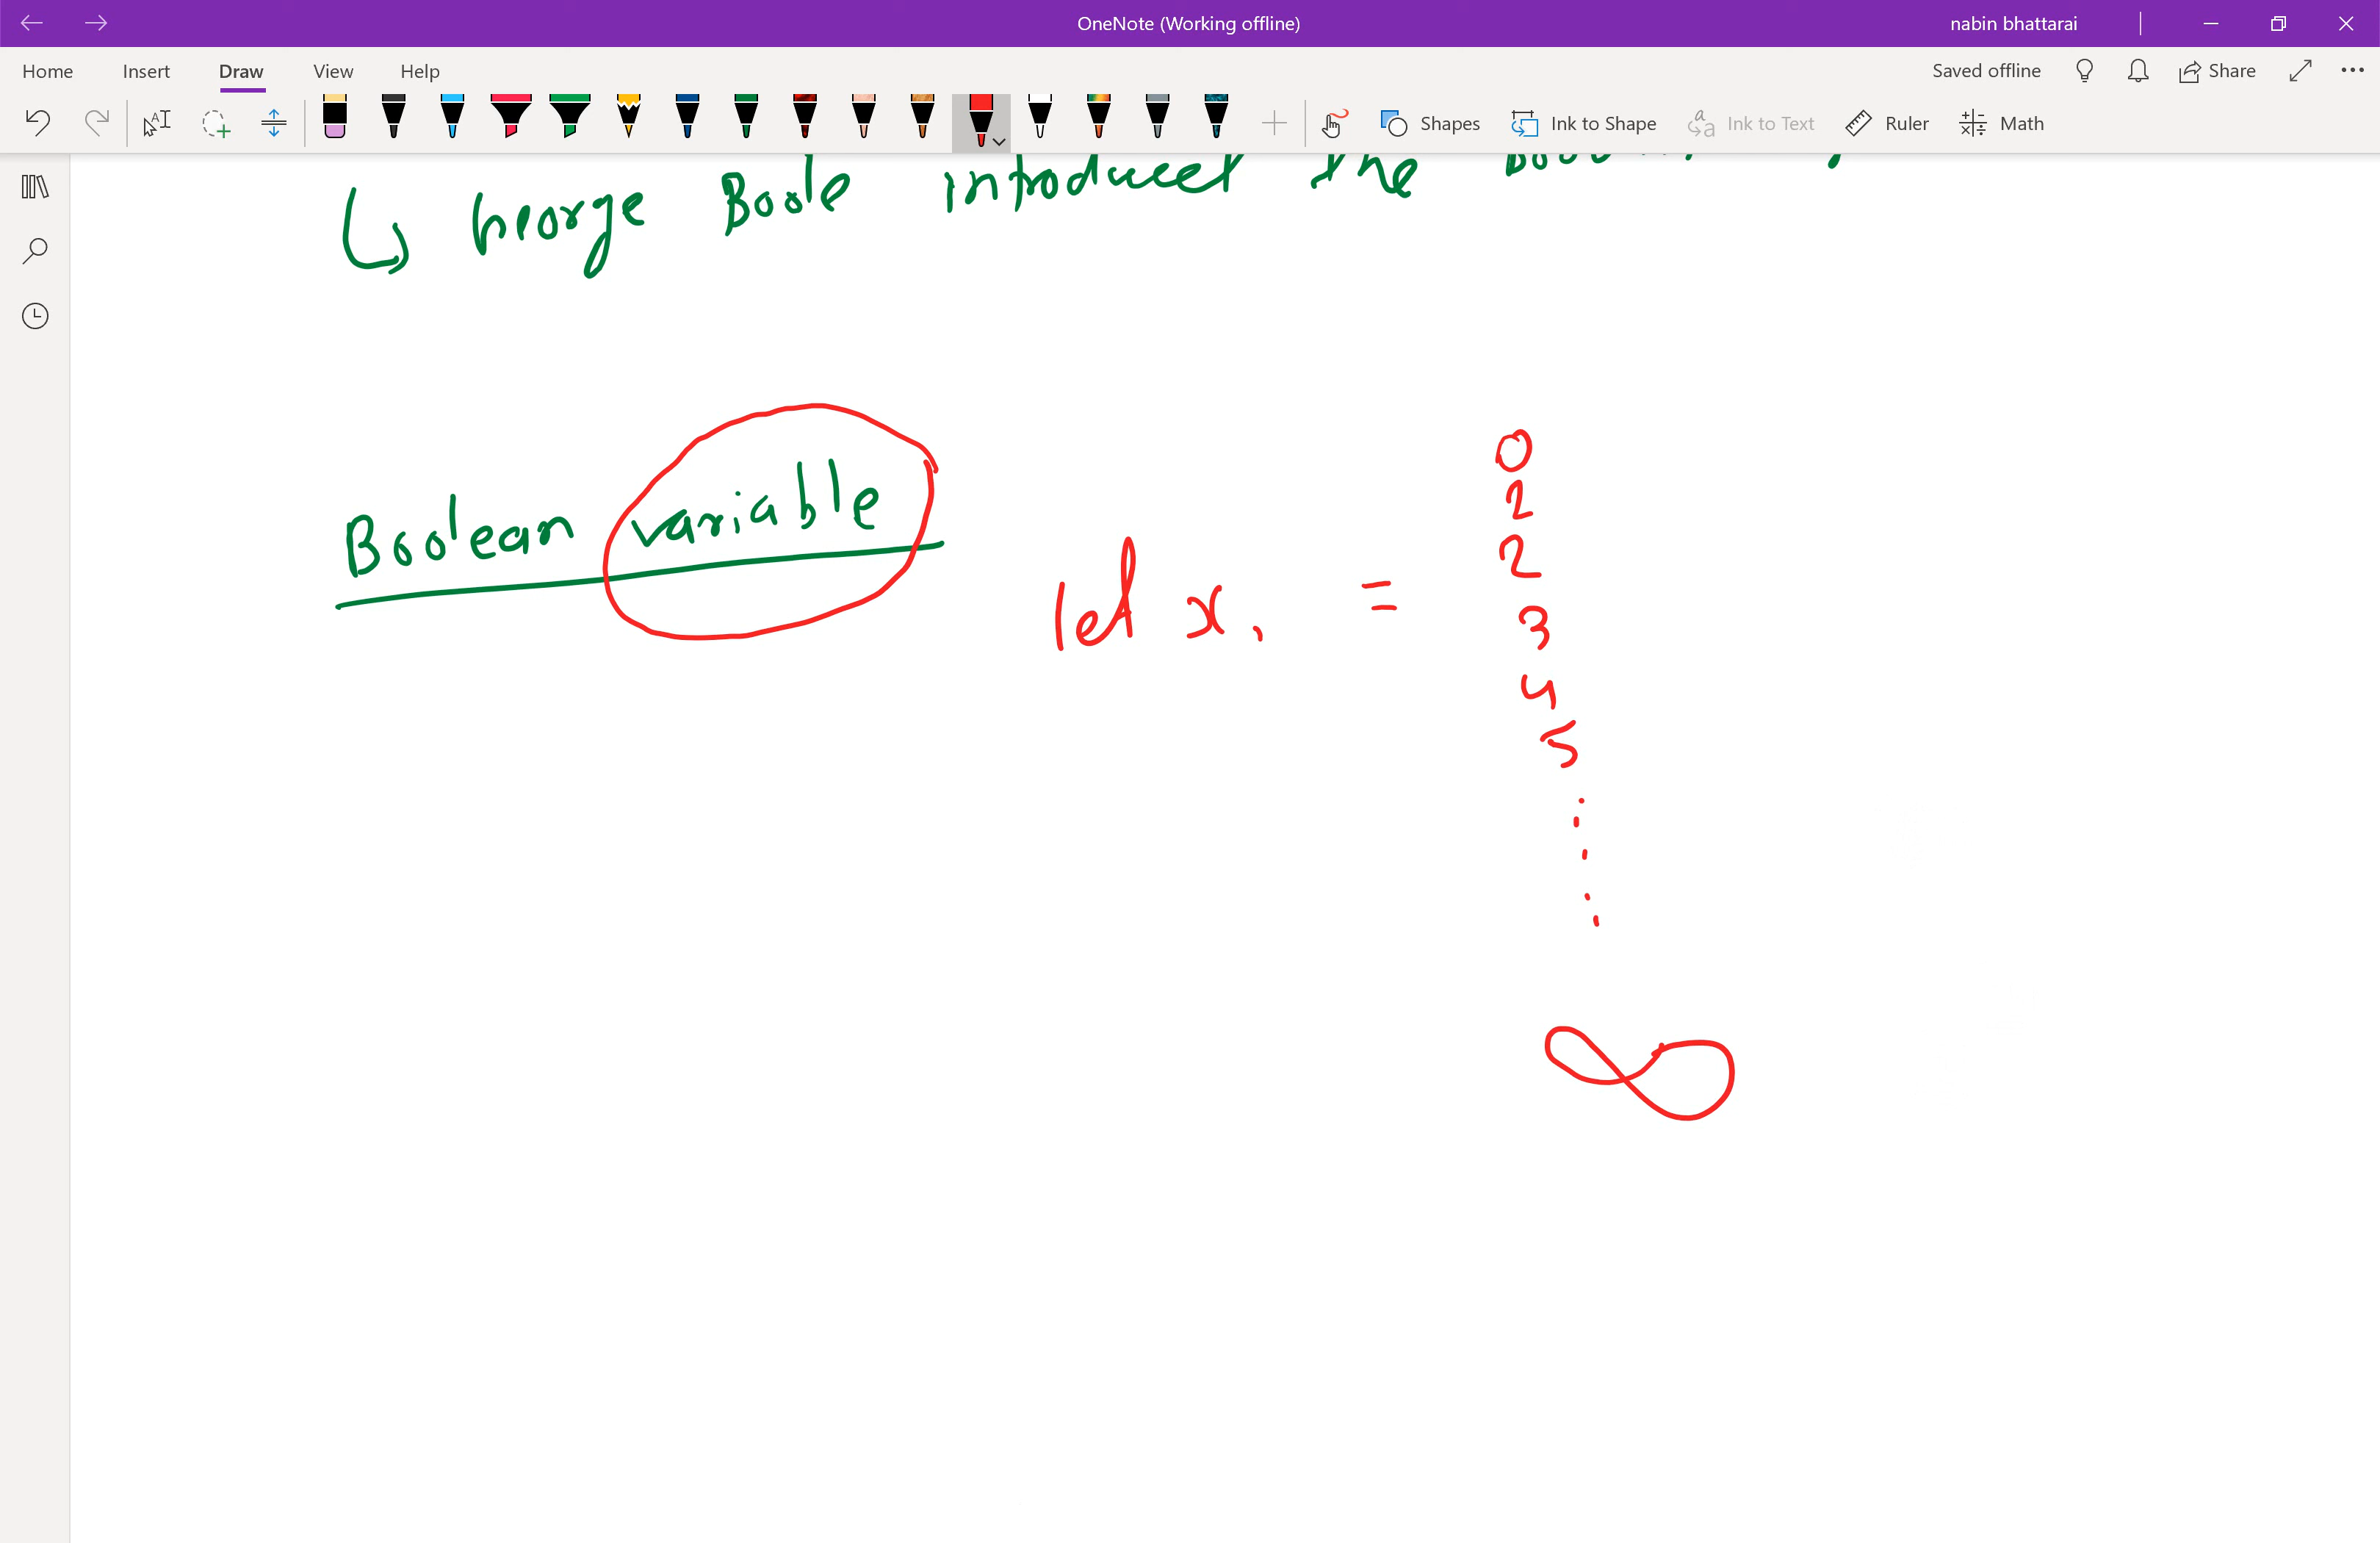 OneNote (Working offline) nabin bhattarai
Home Insert Draw View Help Saved offline Share
Shapes Ink to Shape Ink to Text Ruler Math
↳ George Boole introduced the
Boolean variable
let x, =
0
2
2
3
4
5
.
.
.
.
.
∞